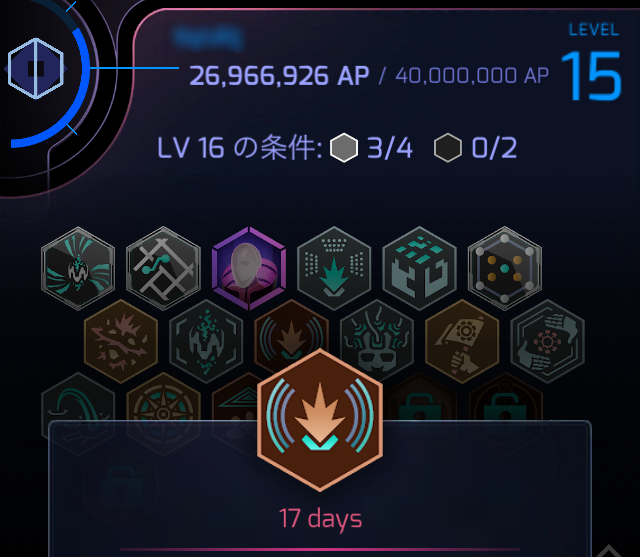 LEVEL
15
26,966,926 AP / 40,000,000 AP
LV 16 の条件: 3/4 0/2
17 days